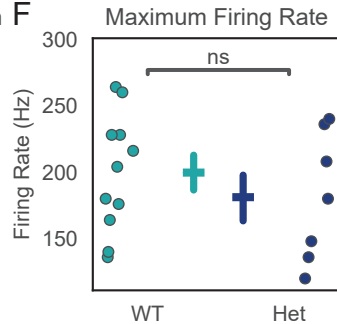 F
Maximum Firing Rate
ns
Firing Rate (Hz)
300
250
200
150
WT Het